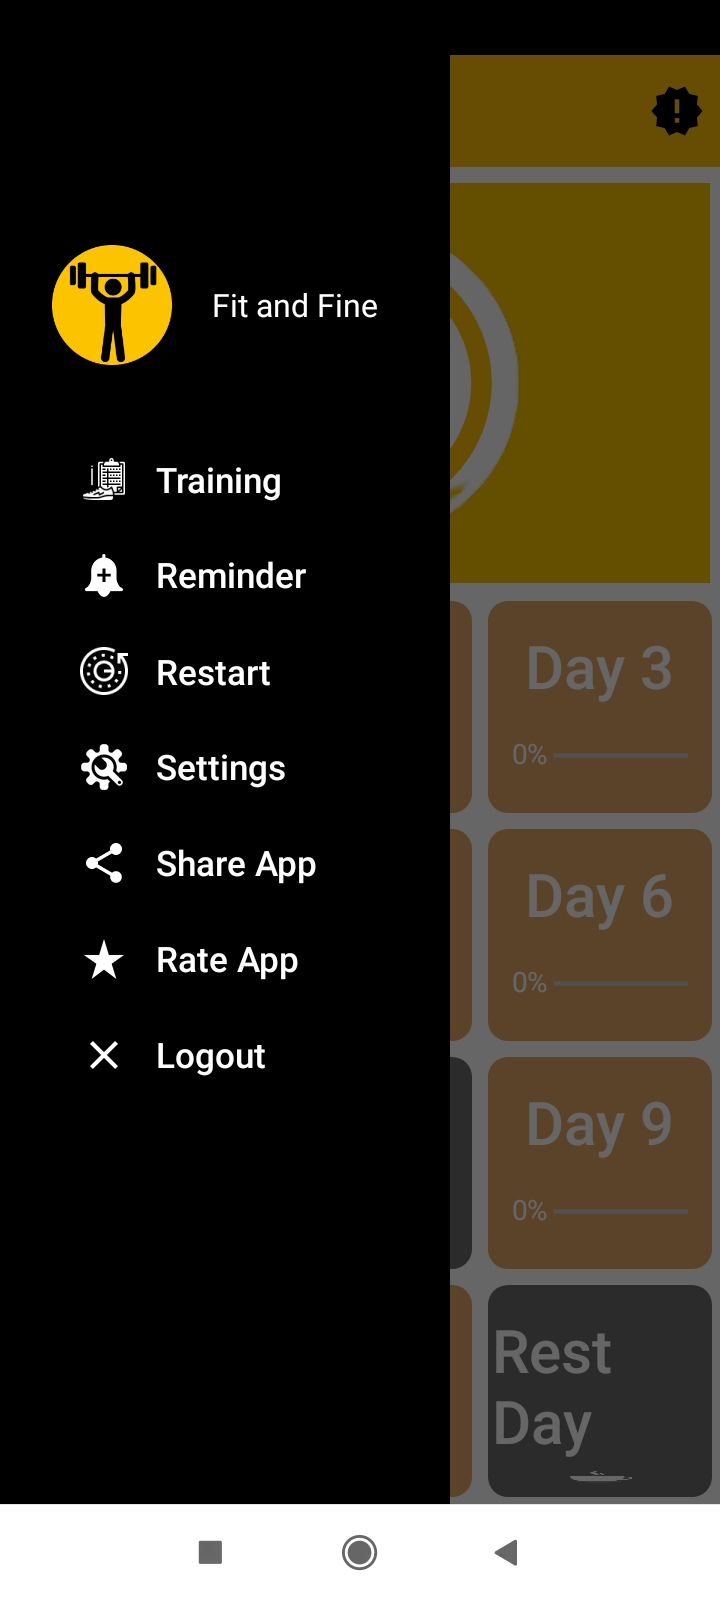 Fit and Fine
Training
Reminder
Restart
Settings
Share App
Rate App
Logout
Day 3
0%
Day 6
0%
Day 9
0%
Rest
Day